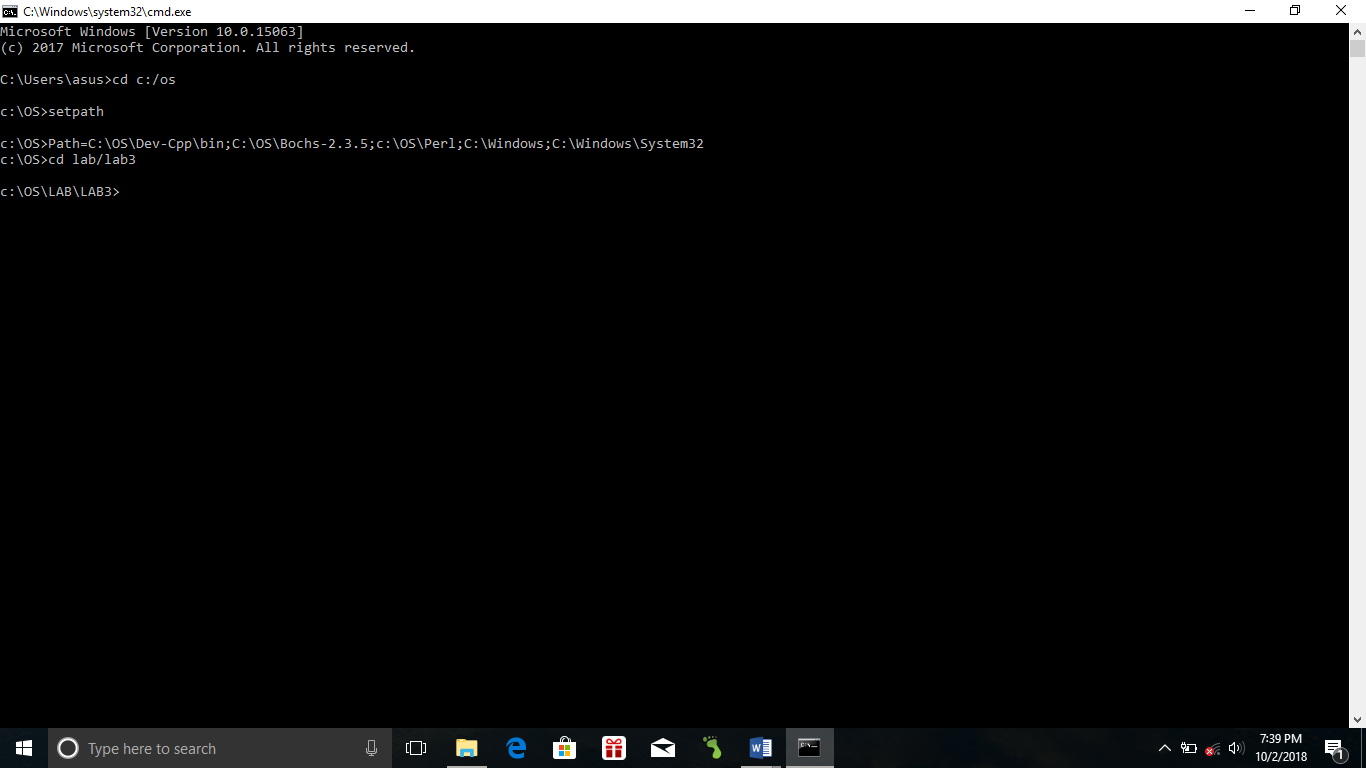 C:\Windows\system32\cmd.exe
Microsoft Windows [Version 10.0.15063]
(c) 2017 Microsoft Corporation. All rights reserved.
C:\Users\asus>cd c:/os
c:\OS>setpath
c:\OS>Path=C:\OS\Dev-Cpp\bin;C:\OS\Bochs-2.3.5;c:\OS\Perl;C:\Windows;C:\Windows\System32
c:\OS>cd lab/lab3
c:\OS\LAB\LAB3>
Type here to search
7:39 PM
10/2/2018
1